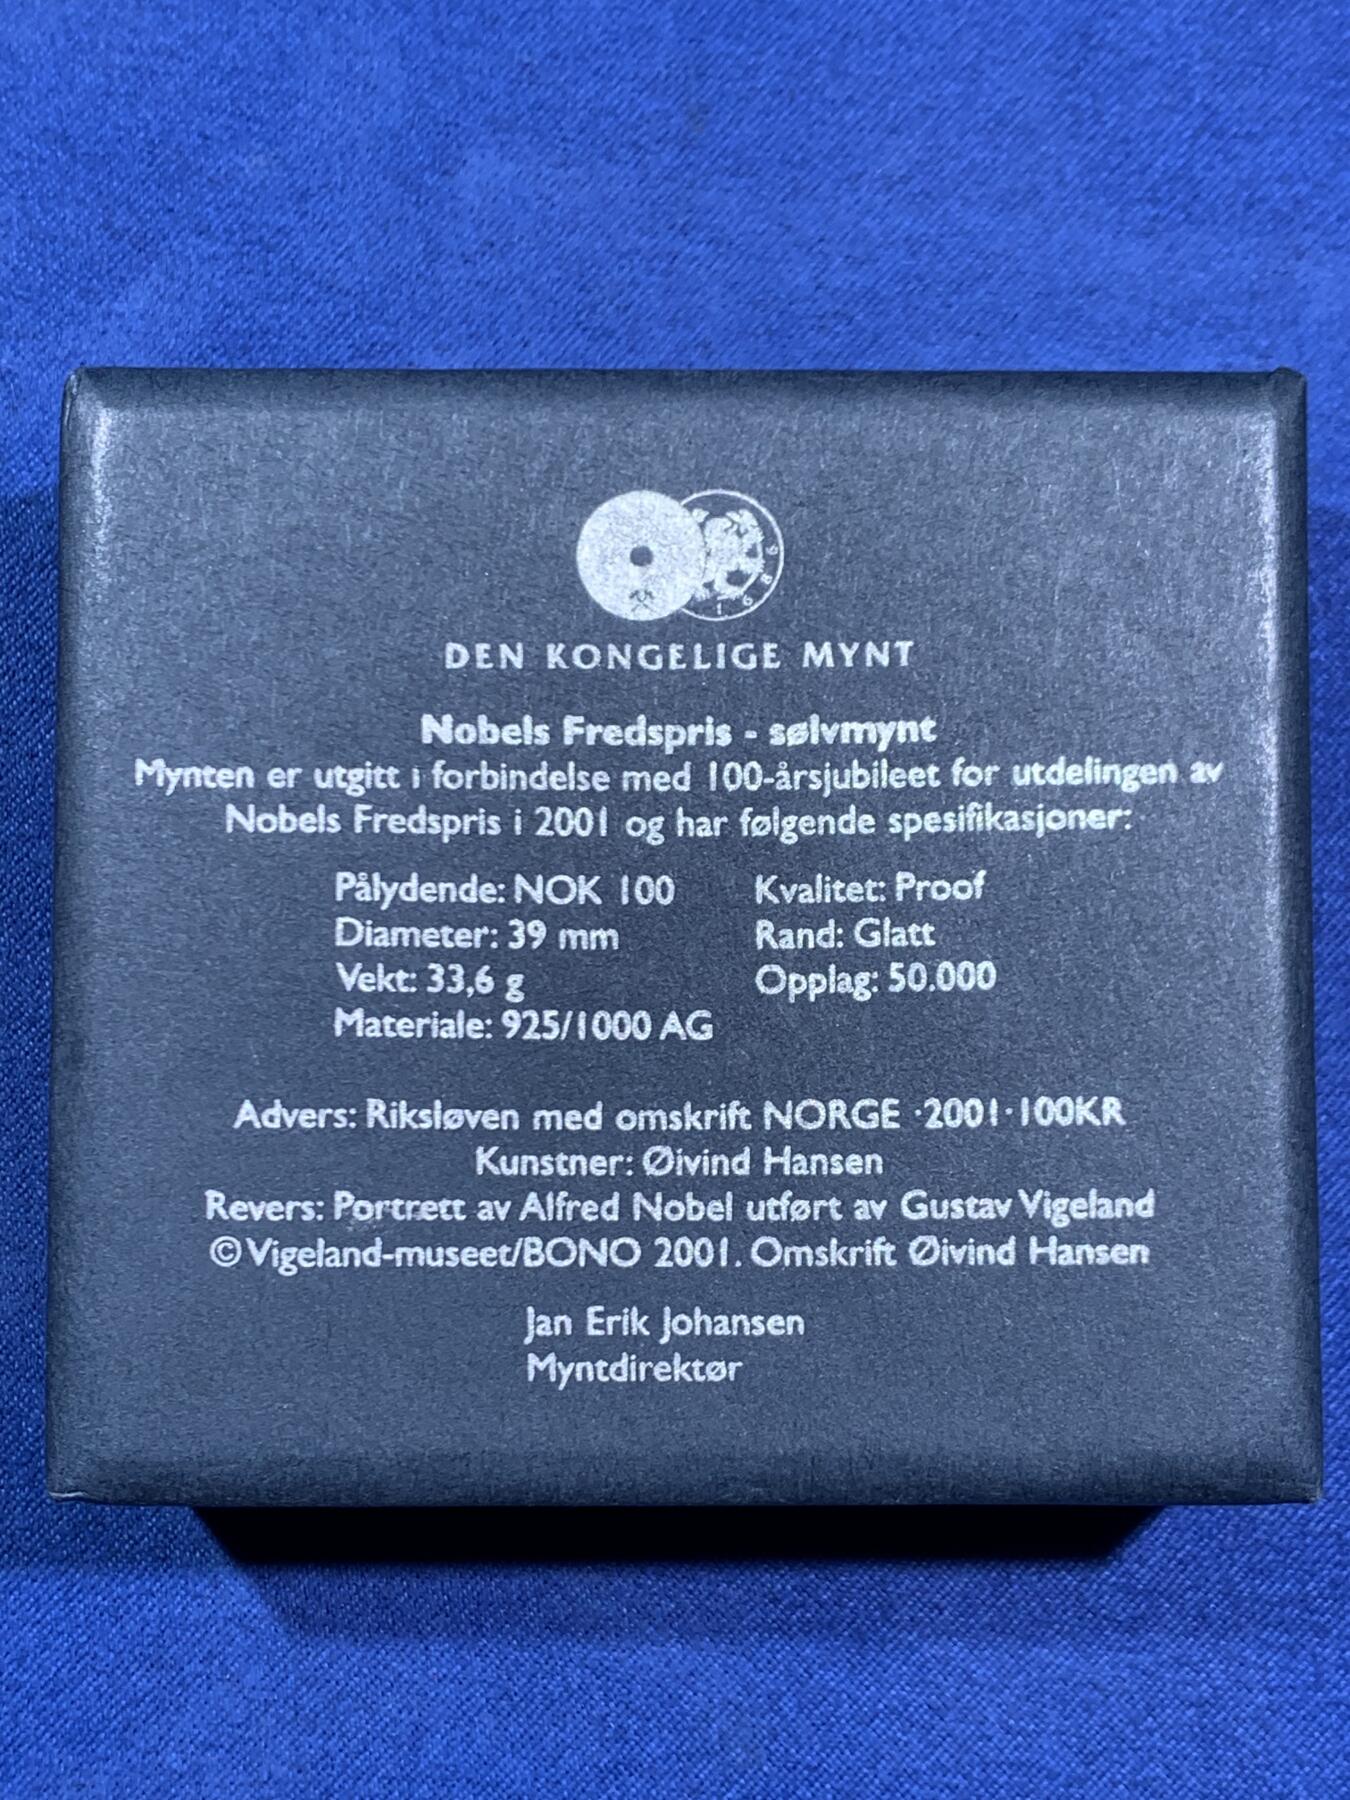 1686
DEN KONGELIGE MYNT
Nobels Fredspris - sølvmynt
Mynten er utgitt i forbindelse med 100-årsjubileet for utdelingen av
Nobels Fredspris i 2001 og har følgende spesifikasjoner:
Pålydende: NOK 100
Diameter: 39 mm
Vekt: 33,6 g
Materiale: 925/1000 AG
Kvalitet: Proof
Rand: Glatt
Opplag: 50.000
Advers: Riksløven med omskrift NORGE ·2001·100KR
Kunstner: Øivind Hansen
Revers: Portrett av Alfred Nobel utført av Gustav Vigeland
© Vigeland-museet/BONO 2001. Omskrift Øivind Hansen
Jan Erik Johansen
Myntdirektør